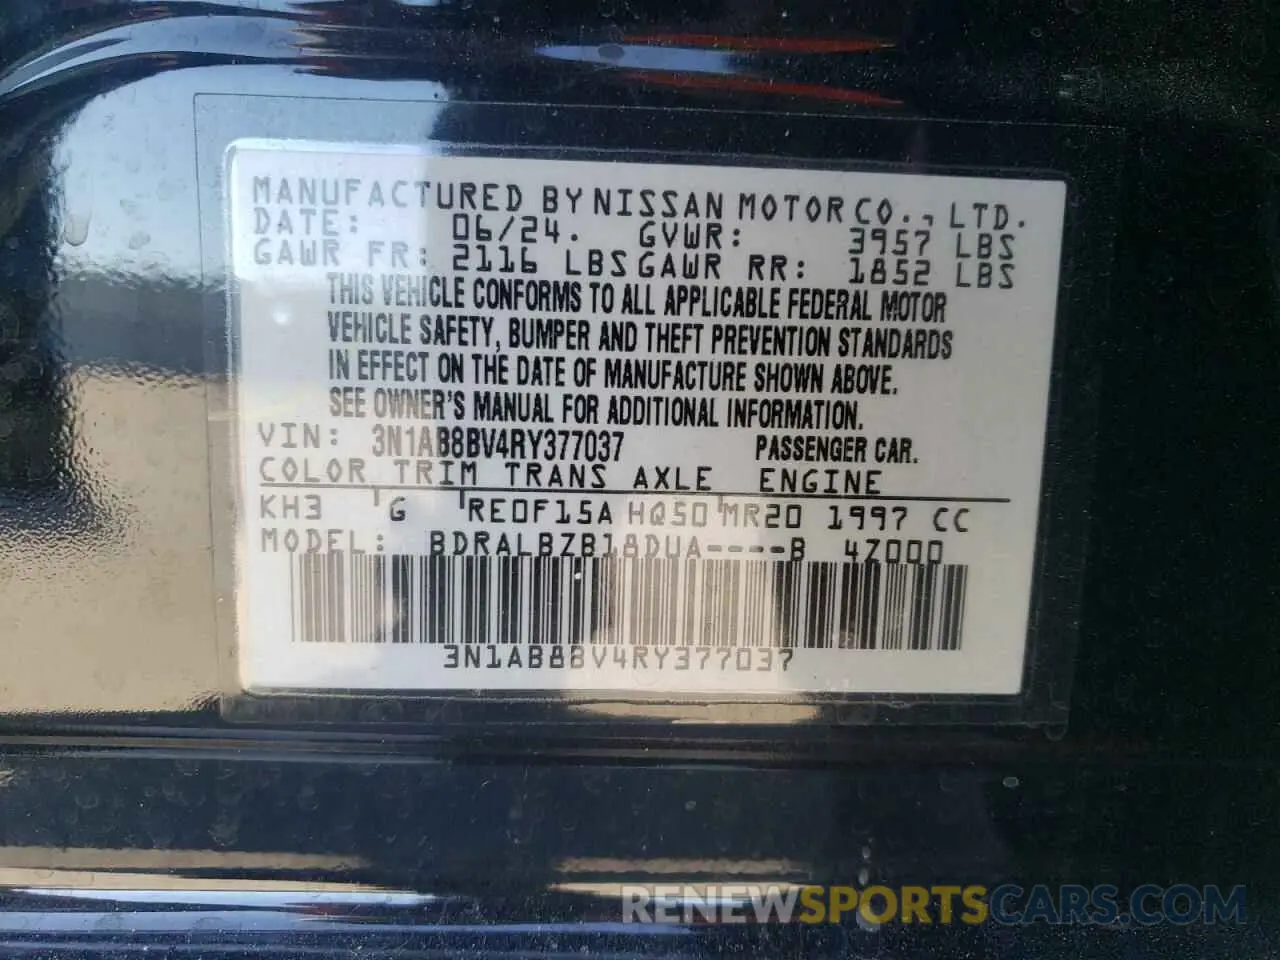 MANUFACTURED BY NISSAN MOTOR CO., LTD.
DATE: 06/24. GVWR: 3957 LBS
GAWR FR: 2116 LBS GAWR RR: 1852 LBS
THIS VEHICLE CONFORMS TO ALL APPLICABLE FEDERAL MOTOR
VEHICLE SAFETY, BUMPER AND THEFT PREVENTION STANDARDS
IN EFFECT ON THE DATE OF MANUFACTURE SHOWN ABOVE.
SEE OWNER'S MANUAL FOR ADDITIONAL INFORMATION.
VIN: 3N1AB8BV4RY377037 PASSENGER CAR.
COLOR TRIM TRANS AXLE ENGINE
KH3 G RE0F15A HQ50 MR20 1997 CC
MODEL: BDRALBZB18DUA----B 4Z000
3N1AB8BV4RY377037
RENEWSPORTSCARS.COM